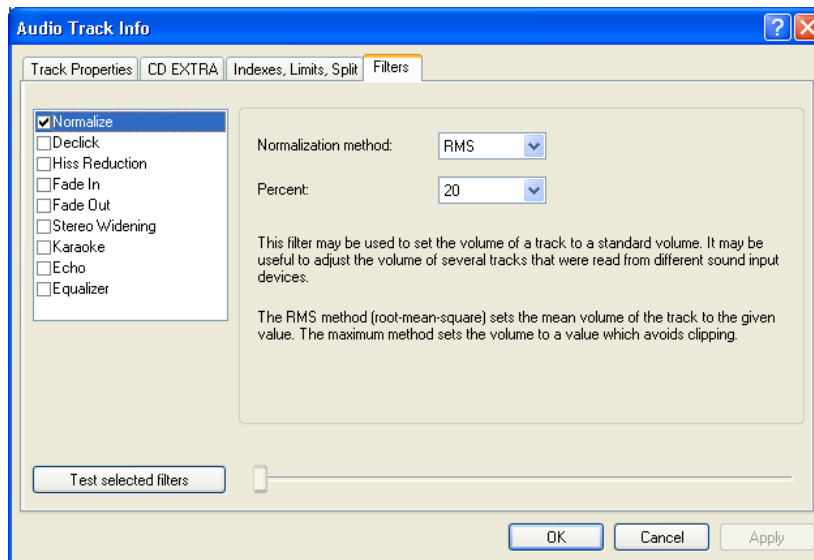 Audio Track Info
Track Properties
CD EXTRA
Indexes, Limits, Split
Filters
Normalize
Declick
Hiss Reduction
Fade In
Fade Out
Stereo Widening
Karaoke
Echo
Equalizer
Normalization method:
RMS
Percent:
20
This filter may be used to set the volume of a track to a standard volume. It may be
useful to adjust the volume of several tracks that were read from different sound input
devices.
The RMS method (root-mean-square) sets the mean volume of the track to the given
value. The maximum method sets the volume to a value which avoids clipping.
Test selected filters
OK
Cancel
Apply